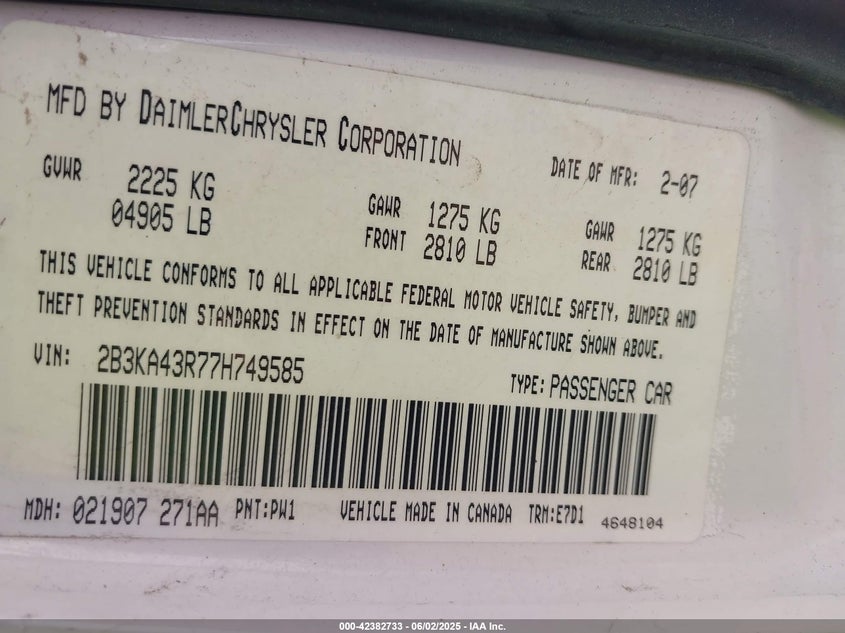 MFD BY DAIMLERCHRYSLER CORPORATION
DATE OF MFR: 2-07
GVWR 2225 KG
04905 LB
GAWR FRONT 1275 KG
2810 LB
GAWR REAR 1275 KG
2810 LB
THIS VEHICLE CONFORMS TO ALL APPLICABLE FEDERAL MOTOR VEHICLE SAFETY, BUMPER AND
THEFT PREVENTION STANDARDS IN EFFECT ON THE DATE OF MANUFACTURE SHOWN ABOVE.
VIN: 2B3KA43R77H749585
TYPE: PASSENGER CAR
MDH: 021907 271AA PNT:PW1 VEHICLE MADE IN CANADA TRM:E7D1 4648104
000-42382733 - 06/02/2025 - IAA Inc.